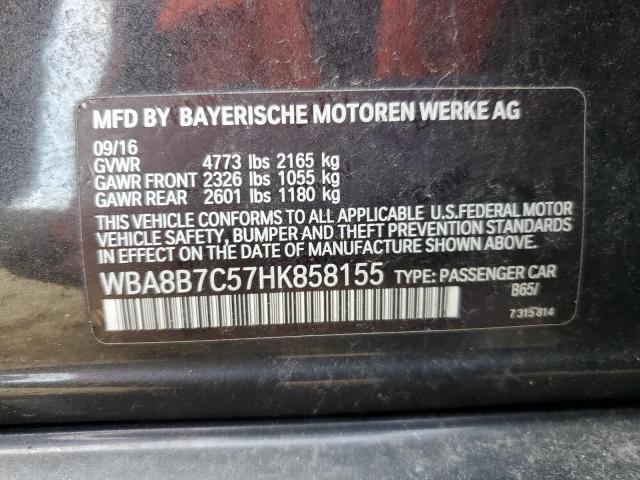 MFD BY BAYERISCHE MOTOREN WERKE AG
09/16
GVWR 4773 lbs 2165 kg
GAWR FRONT 2326 lbs 1055 kg
GAWR REAR 2601 lbs 1180 kg
THIS VEHICLE CONFORMS TO ALL APPLICABLE U.S.FEDERAL MOTOR
VEHICLE SAFETY, BUMPER AND THEFT PREVENTION STANDARDS
IN EFFECT ON THE DATE OF MANUFACTURE SHOWN ABOVE.
WBA8B7C57HK858155 TYPE: PASSENGER CAR
B65/
7 315 814